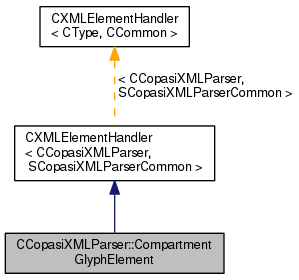 CXMLElementHandler
< CType, CCommon >
< CCopasiXMLParser,
SCopasiXMLParserCommon >
CXMLElementHandler
< CCopasiXMLParser,
SCopasiXMLParserCommon >
CCopasiXMLParser::Compartment
GlyphElement